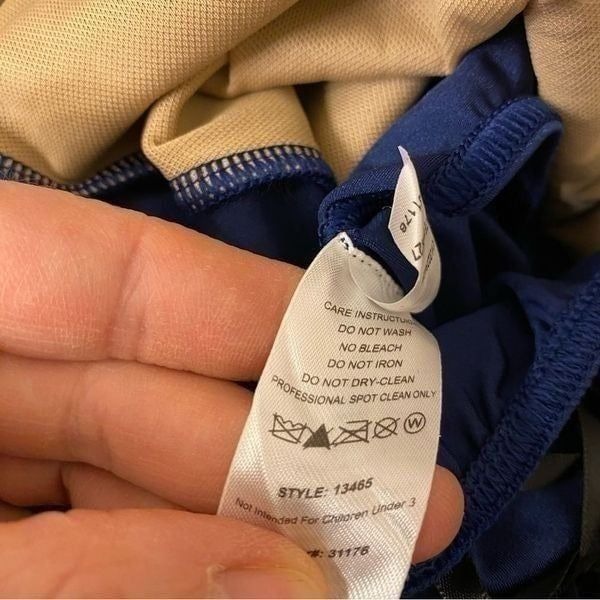 CARE
DO NOT WASH
NO BLEACH
DO NOT IRON
DO NOT DRY-CLEAN
PROFESSIONAL SPOT CLEAN ONLY
W
STYLE: 13465
Not Intended For Children Under 3
#: 31176